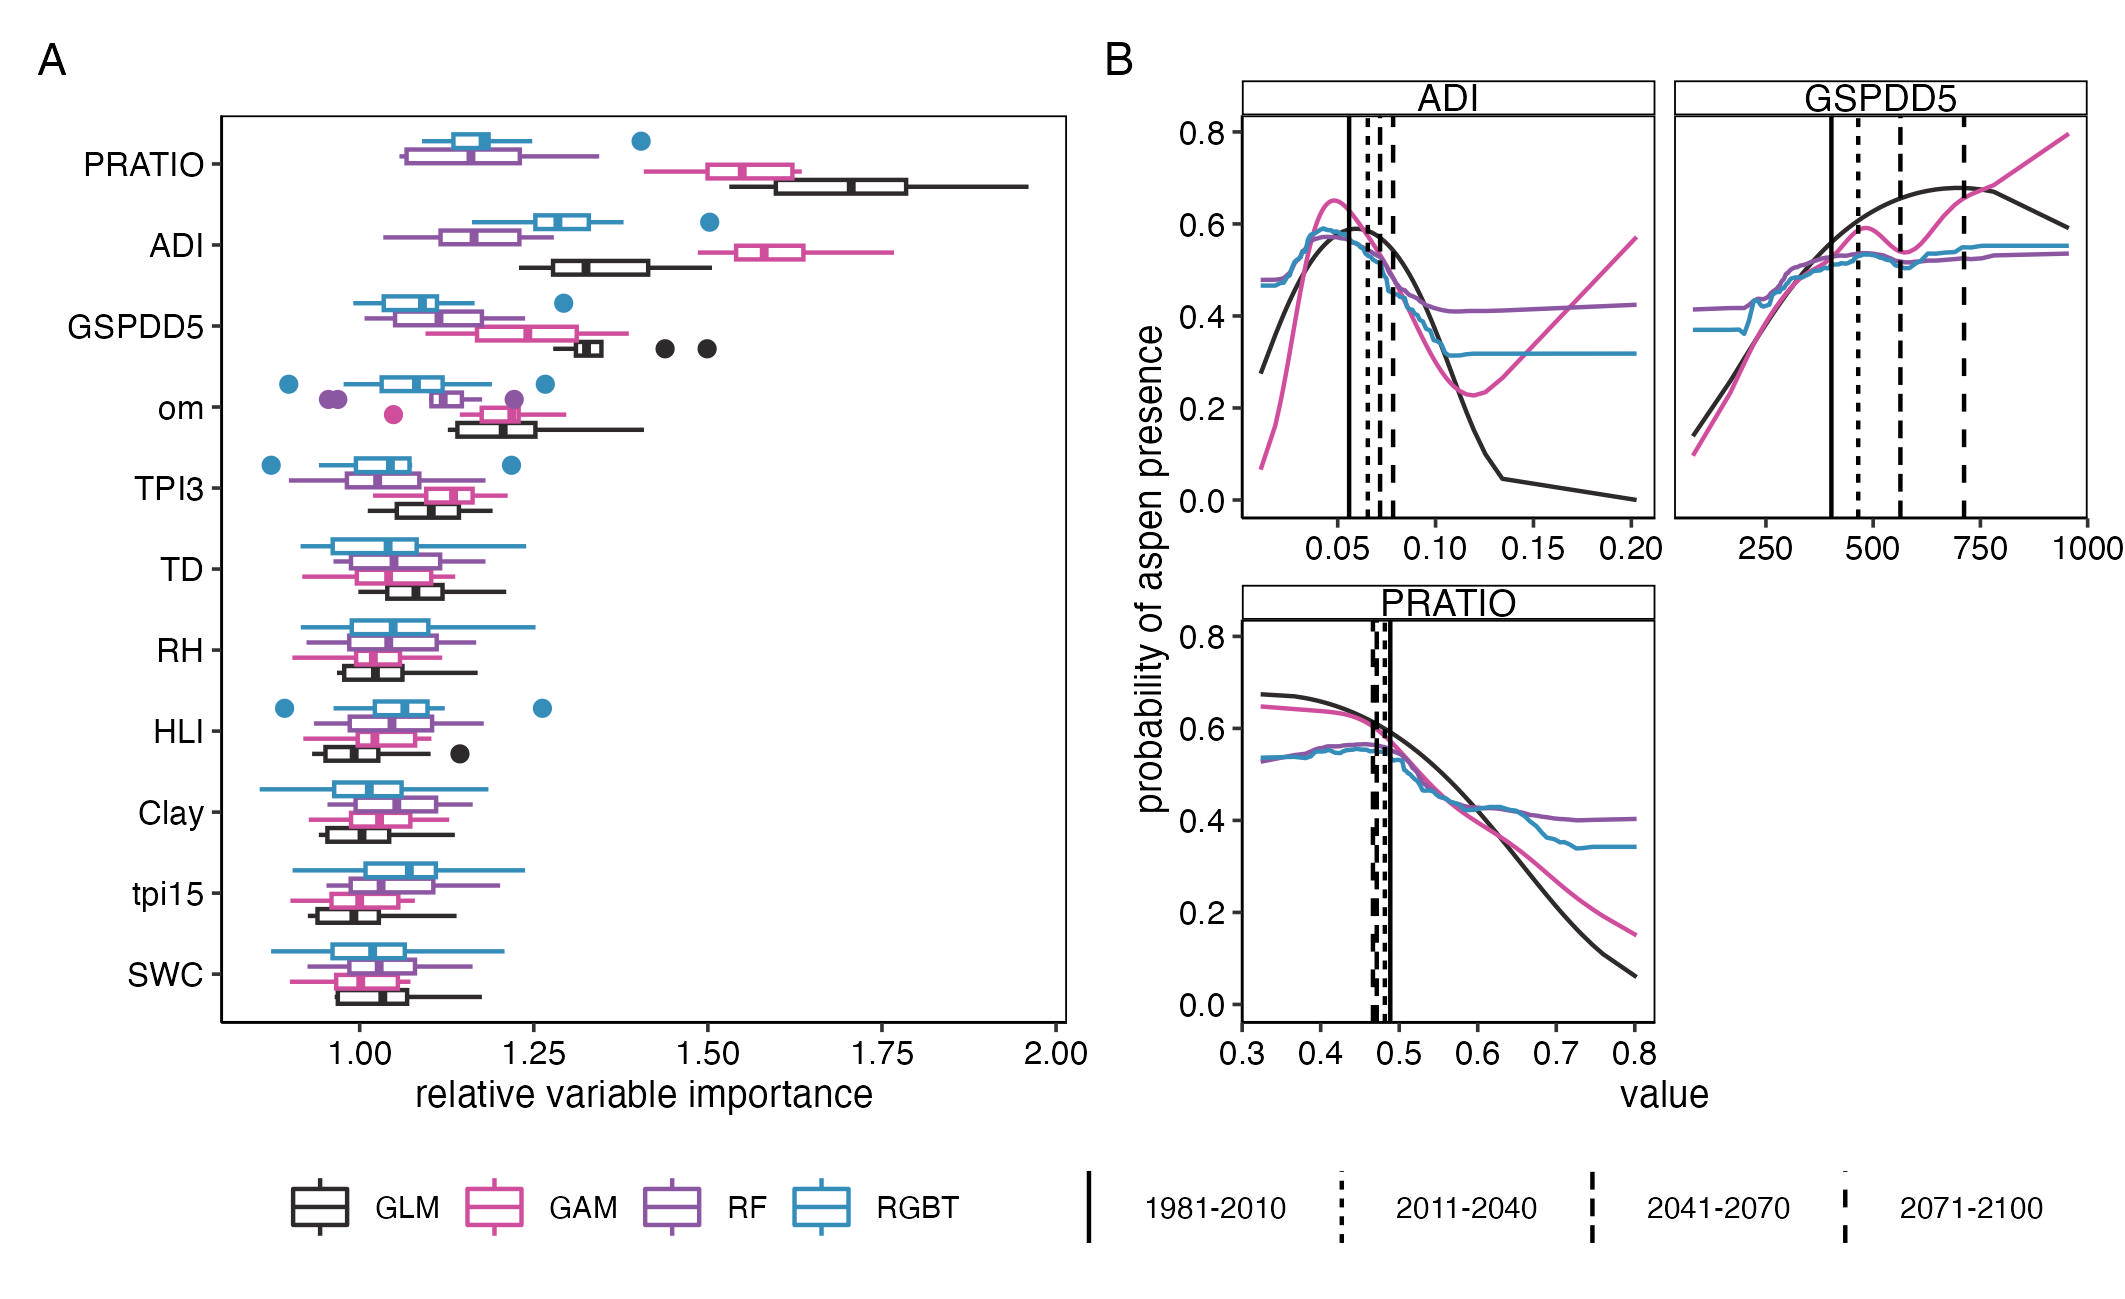 A
PRATIO
ADI
GSPDD5
om
TPI3
TD
RH
HLI
Clay
tpi15
SWC
1.00 1.25 1.50 1.75 2.00
relative variable importance
B
ADI
GSPDD5
0.8
0.6
0.4
0.2
0.0
0.05 0.10 0.15 0.20
250 500 750 1000
PRATIO
0.8
0.6
0.4
0.2
0.0
0.3 0.4 0.5 0.6 0.7 0.8
probability of aspen presence
value
GLM GAM RF RGBT
1981-2010 2011-2040 2041-2070 2071-2100